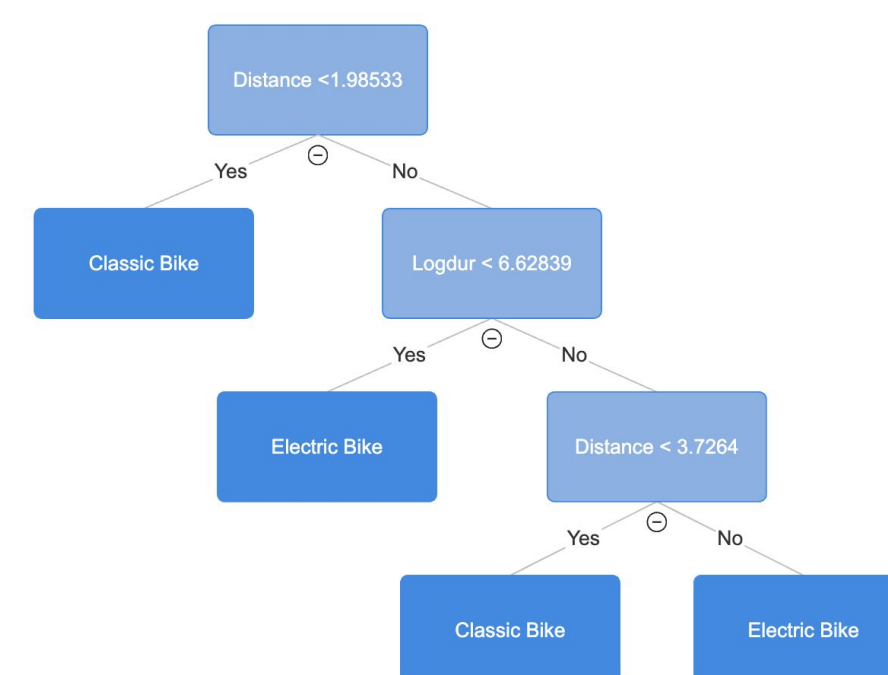 Distance <1.98533
Yes
No
Classic Bike
Logdur < 6.62839
Yes
No
Electric Bike
Distance < 3.7264
Yes
No
Classic Bike
Electric Bike